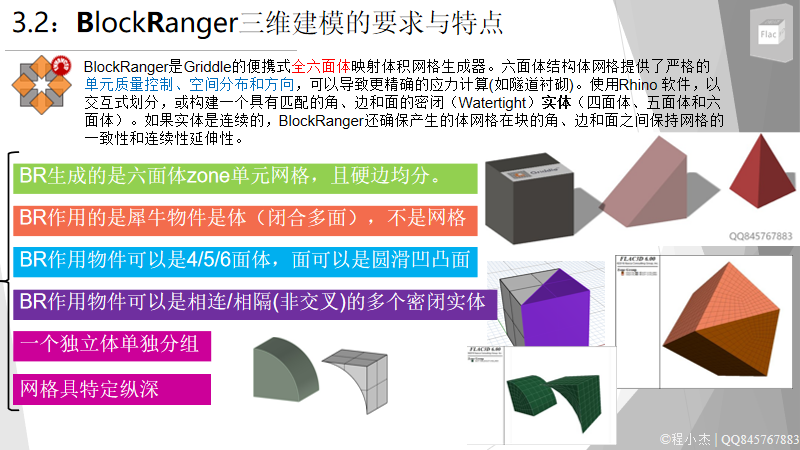 3.2：BlockRanger三维建模的要求与特点
Flac
BlockRanger是Griddle的便携式全六面体映射体积网格生成器。六面体结构体网格提供了严格的
单元质量控制、空间分布和方向，可以导致更精确的应力计算(如隧道衬砌)。使用Rhino 软件，以
交互式划分，或构建一个具有匹配的角、边和面的密闭（Watertight）实体（四面体、五面体和六
面体）。如果实体是连续的，BlockRanger还确保产生的体网格在块的角、边和面之间保持网格的
一致性和连续性延伸性。
BR生成的是六面体zone单元网格，且硬边均分。
BR作用的是犀牛物件是体（闭合多面），不是网格
BR作用物件可以是4/5/6面体，面可以是圆滑凹凸面
BR作用物件可以是相连/相隔(非交叉)的多个密闭实体
一个独立体单独分组
网格具特定纵深
Griddle
QQ845767883
FLAC3D 6.00
FLAC3D 6.00
©程小杰 | QQ845767883